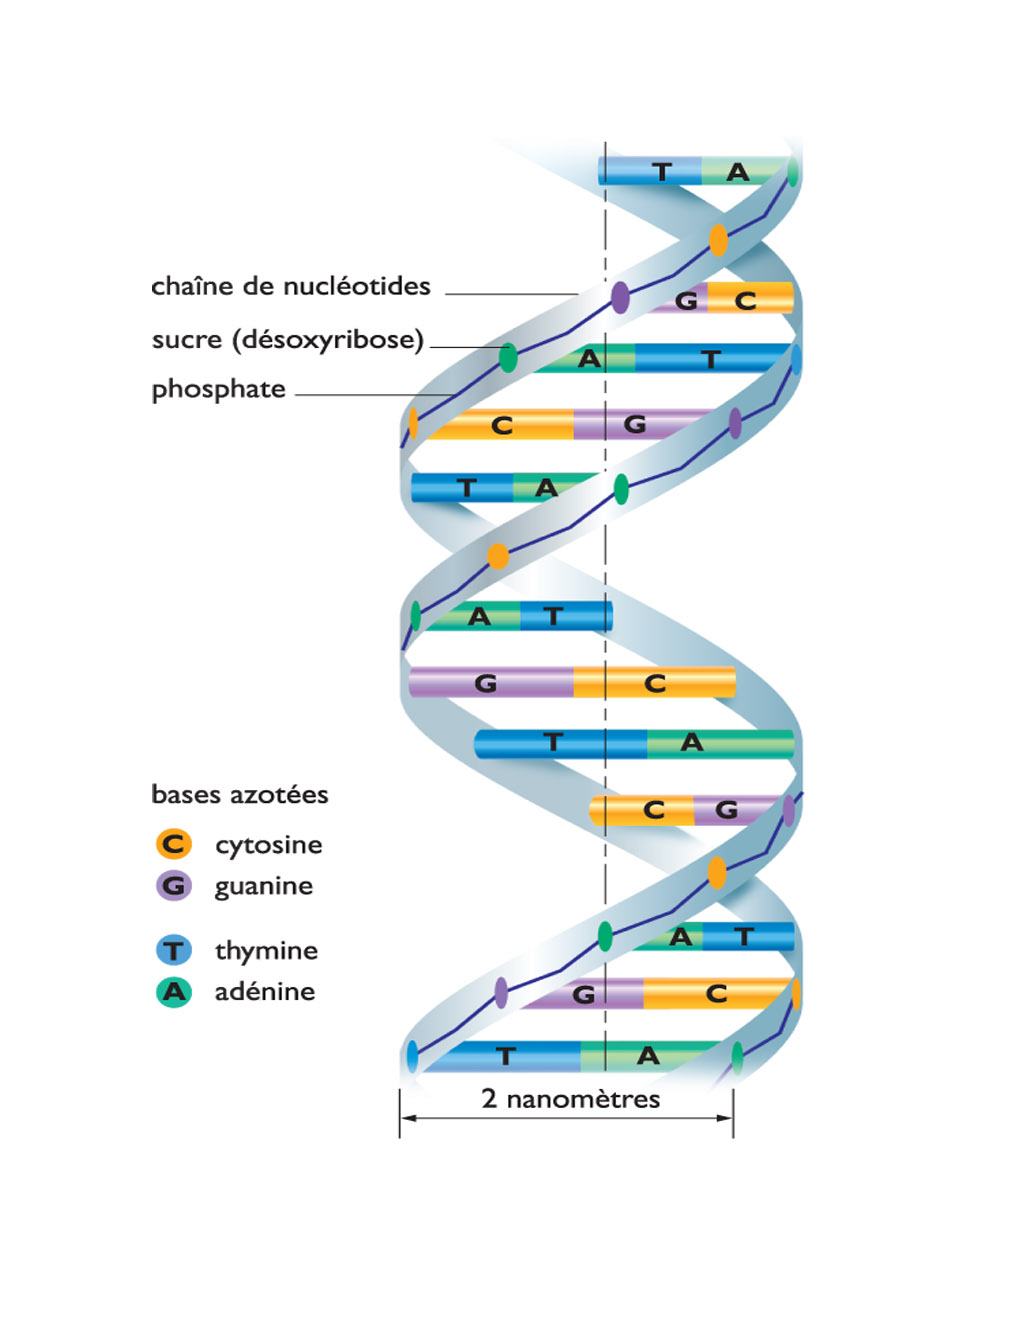 T A
chaîne de nucléotides
G C
sucre (désoxyribose)
A T
phosphate
C G
T A
A T
G C
T A
bases azotées
C G
C cytosine
G guanine
A T
T thymine
A adénine
G C
T A
2 nanomètres